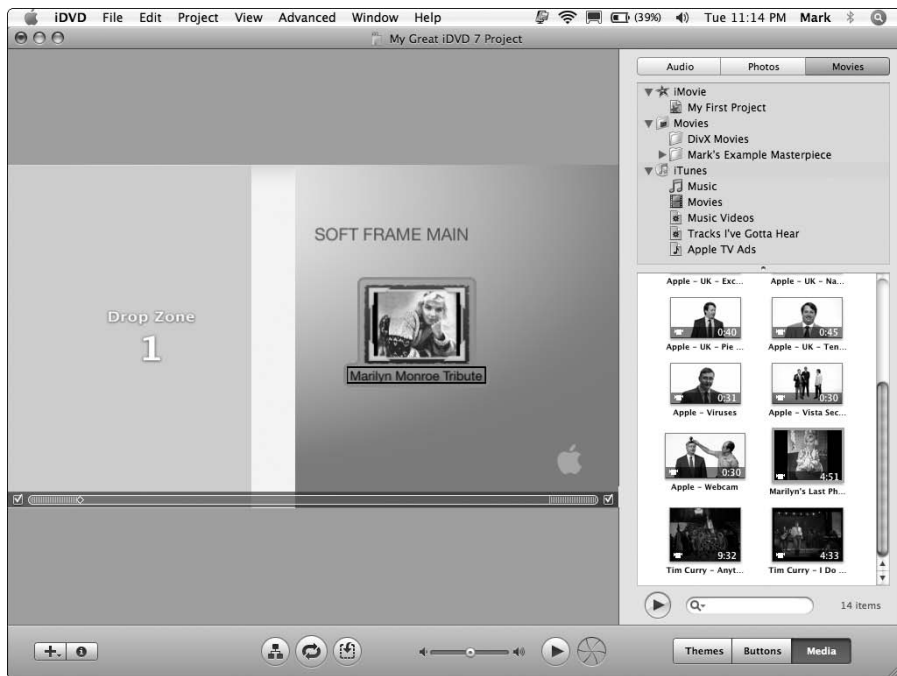 iDVD File Edit Project View Advanced Window Help (39%) Tue 11:14 PM Mark
My Great iDVD 7 Project
Audio Photos Movies
iMovie
My First Project
Movies
DivX Movies
Mark's Example Masterpiece
iTunes
Music
Movies
Music Videos
Tracks I've Gotta Hear
Apple TV Ads
SOFT FRAME MAIN
Drop Zone
1
Marilyn Monroe Tribute
Apple – UK – Exc... Apple – UK – Na...
0:40 0:45
Apple – UK – Pie ... Apple – UK – Ten...
0:31 0:30
Apple – Viruses Apple – Vista Sec...
0:30 4:51
Apple – Webcam Marilyn's Last Ph...
9:32 4:33
Tim Curry – Anyt... Tim Curry – I Do ...
14 items
Themes Buttons Media